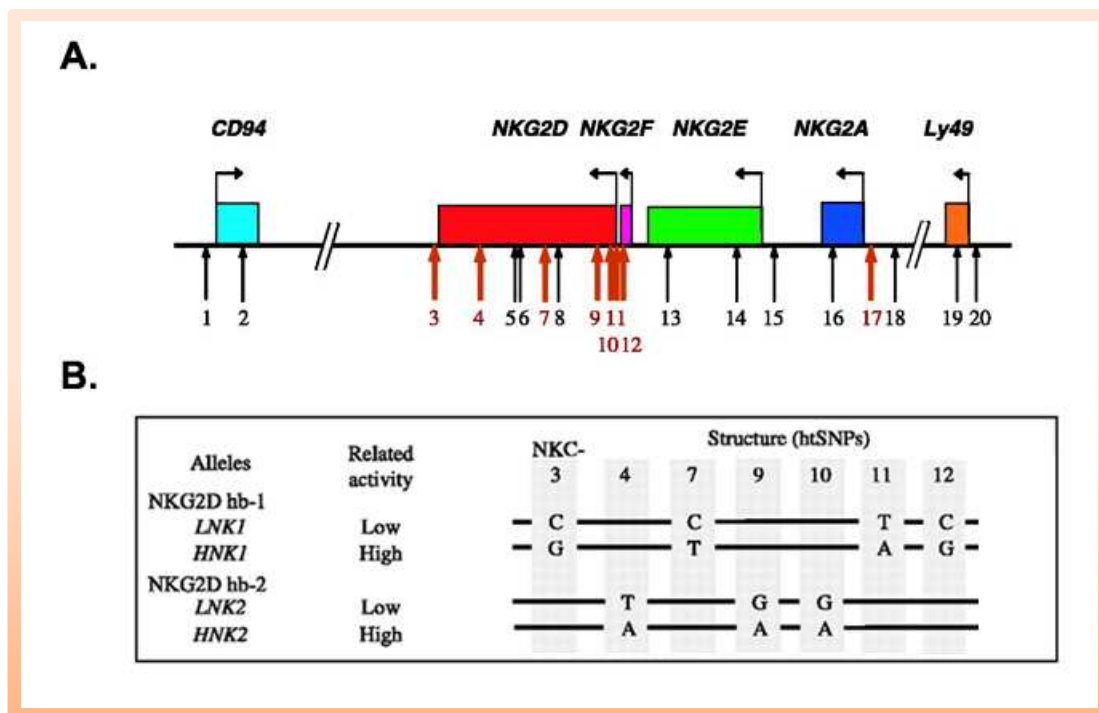 A.
CD94 NKG2D NKG2F NKG2E NKG2A Ly49
1 2 3 4 5 6 7 8 9 11 13 14 15 16 17 18 19 20
10 12
B.
NKC- Structure (htSNPs)
Alleles Related activity 3 4 7 9 10 11 12
NKG2D hb-1
LNK1 Low C C T C
HNK1 High G T A G
NKG2D hb-2
LNK2 Low T G G
HNK2 High A A A